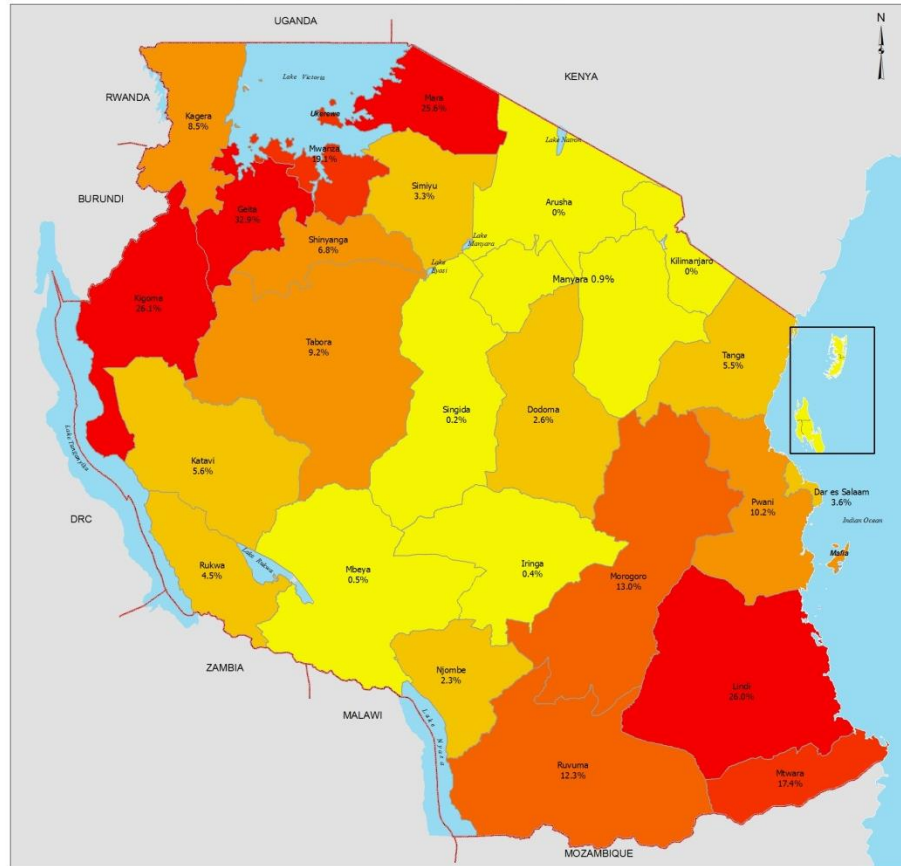 UGANDA
N
KENYA
RWANDA
BURUNDI
DRC
ZAMBIA
MALAWI
MOZAMBIQUE
Lake Victoria
Mara
25.6%
Kagera
8.5%
Ukerewe
Mwanza
19.1%
Lake Natron
Simiyu
3.3%
Arusha
0%
Geita
32.9%
Shinyanga
6.8%
Lake
Manyara
Lake
Eyasi
Kilimanjaro
0%
Manyara 0.9%
Kigoma
26.1%
Tabora
9.2%
Tanga
5.5%
Singida
0.2%
Dodoma
2.6%
Lake Tanganyika
Katavi
5.6%
Pwani
10.2%
Dar es Salaam
3.6%
Indian Ocean
Mafia
Rukwa
4.5%
Lake Rukwa
Mbeya
0.5%
Iringa
0.4%
Morogoro
13.0%
Njombe
2.3%
Lindi
26.0%
Lake Nyasa
Ruvuma
12.3%
Mtwara
17.4%